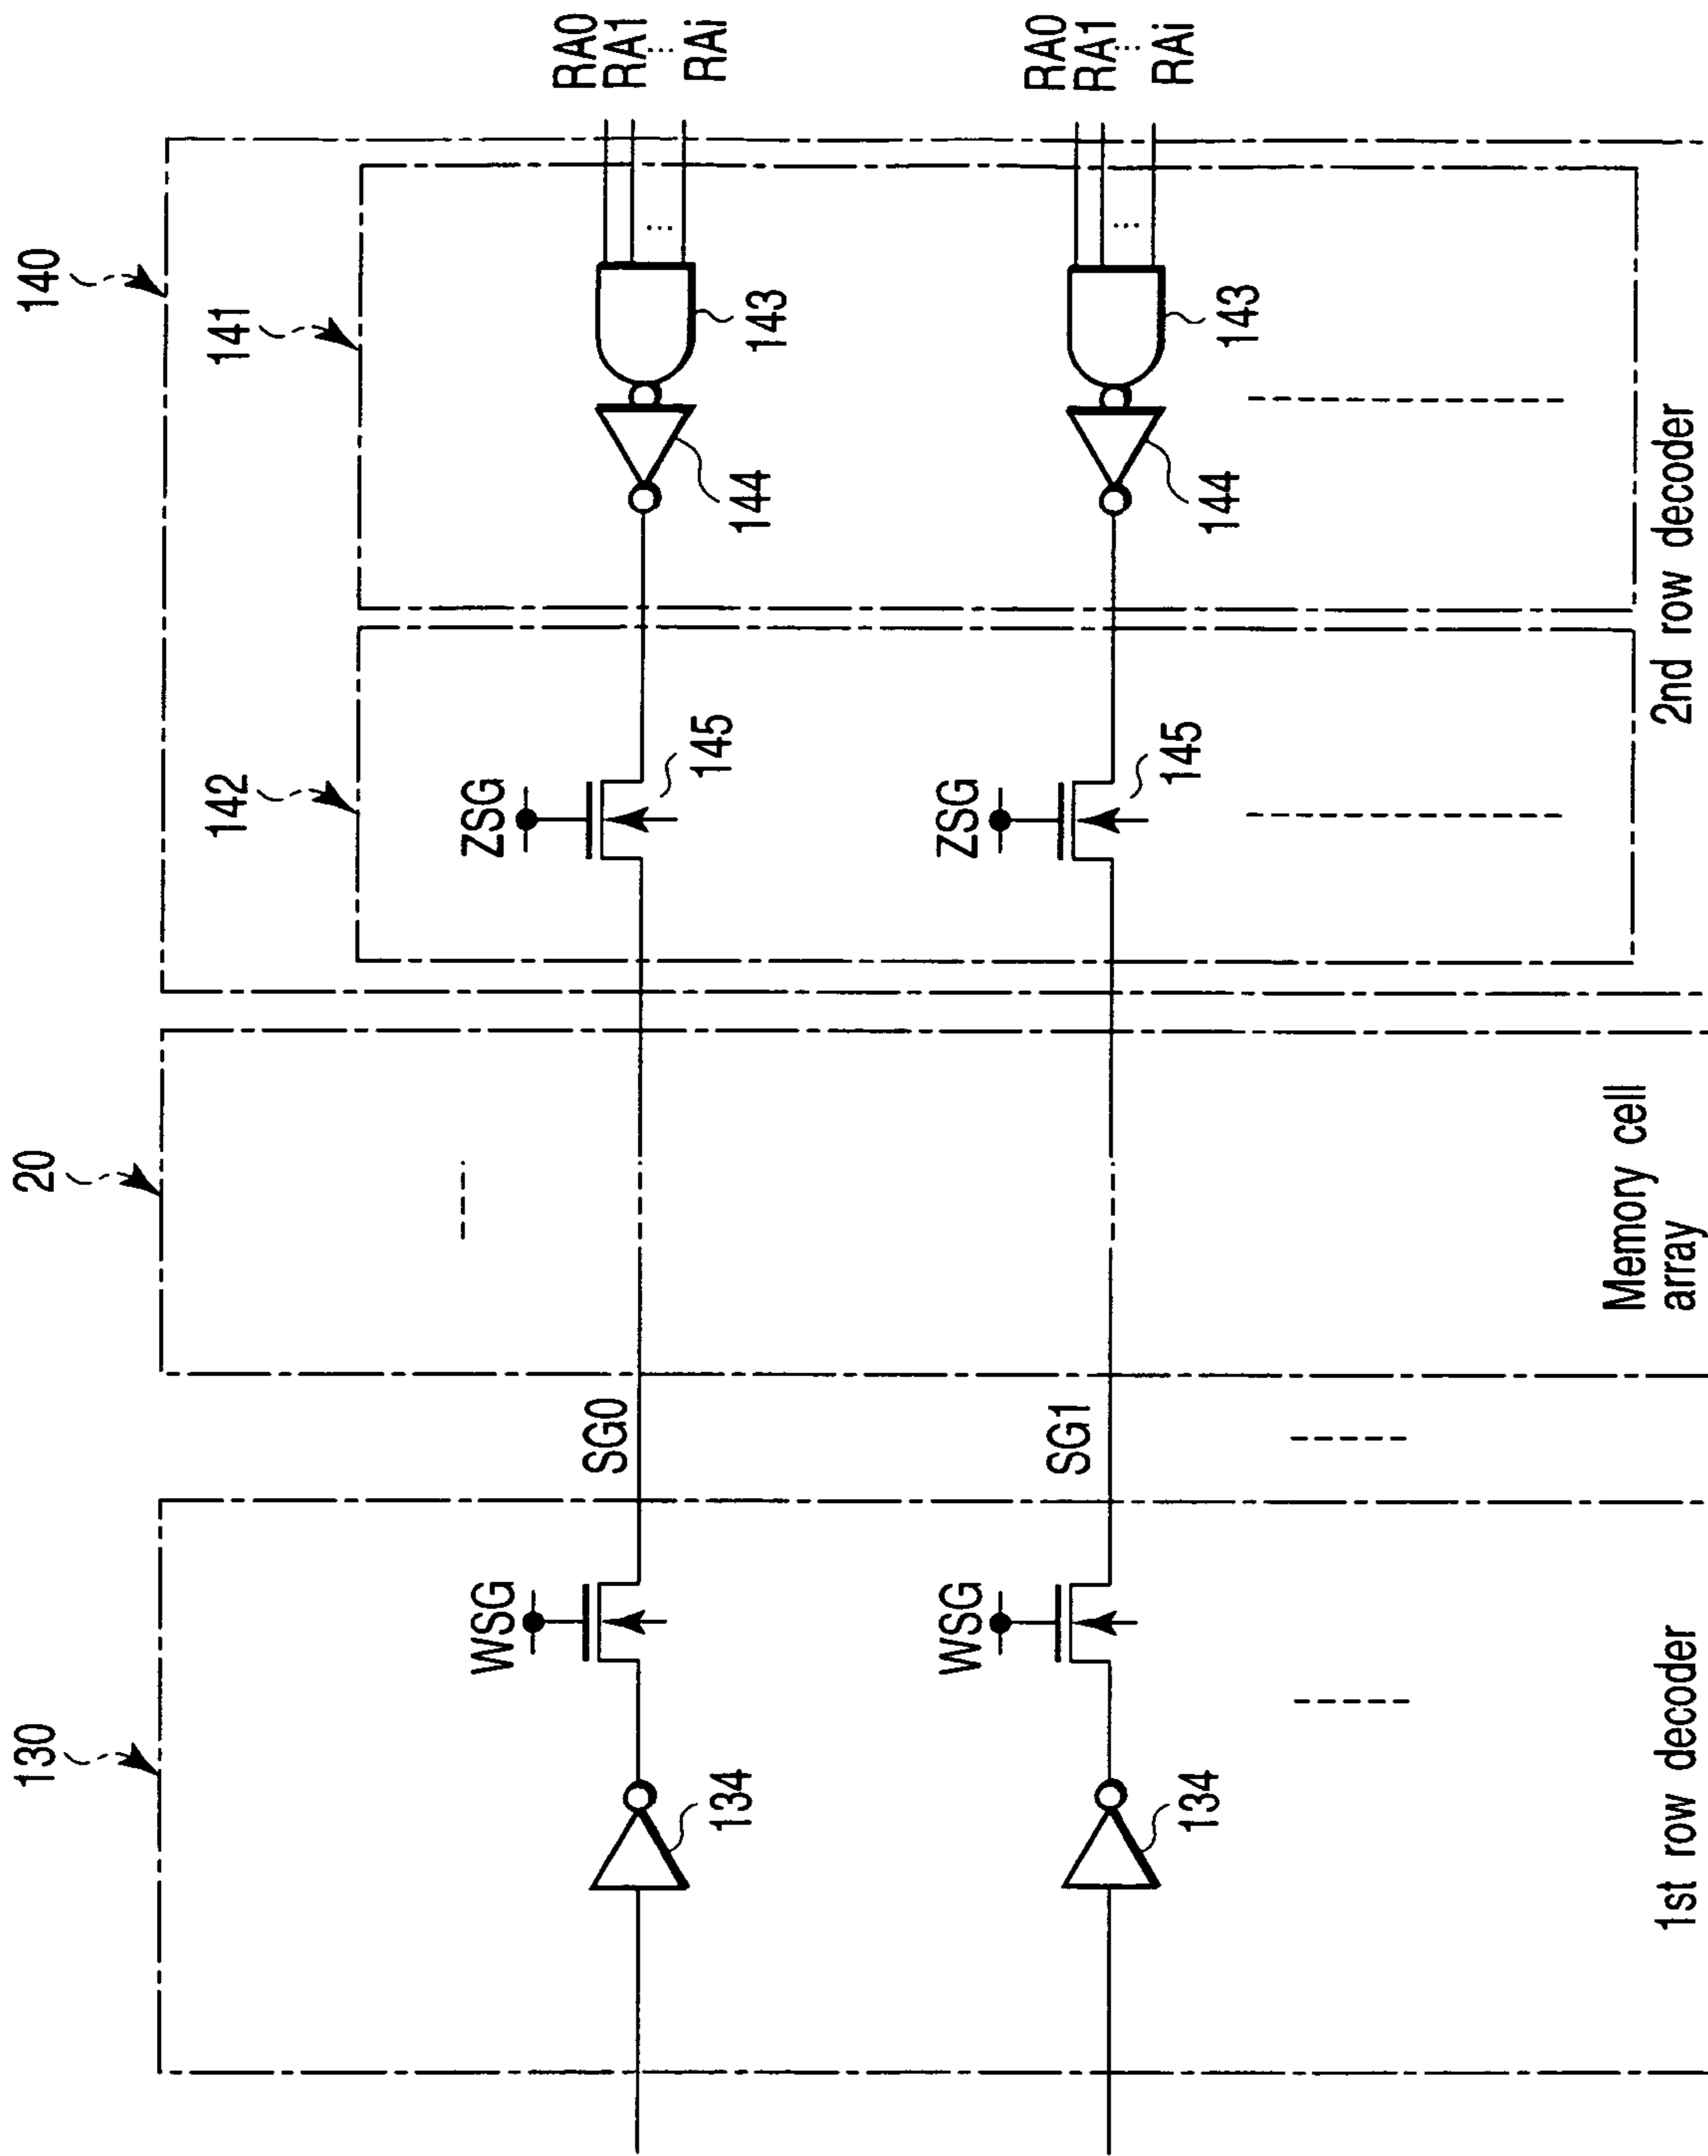 130
20
140
142
141
WSG
SG0
ZSG
RA0
RA1
...
RAi
134
145
144
143
WSG
SG1
ZSG
RA0
RA1
...
RAi
134
145
144
143
1st row decoder
Memory cell
array
2nd row decoder